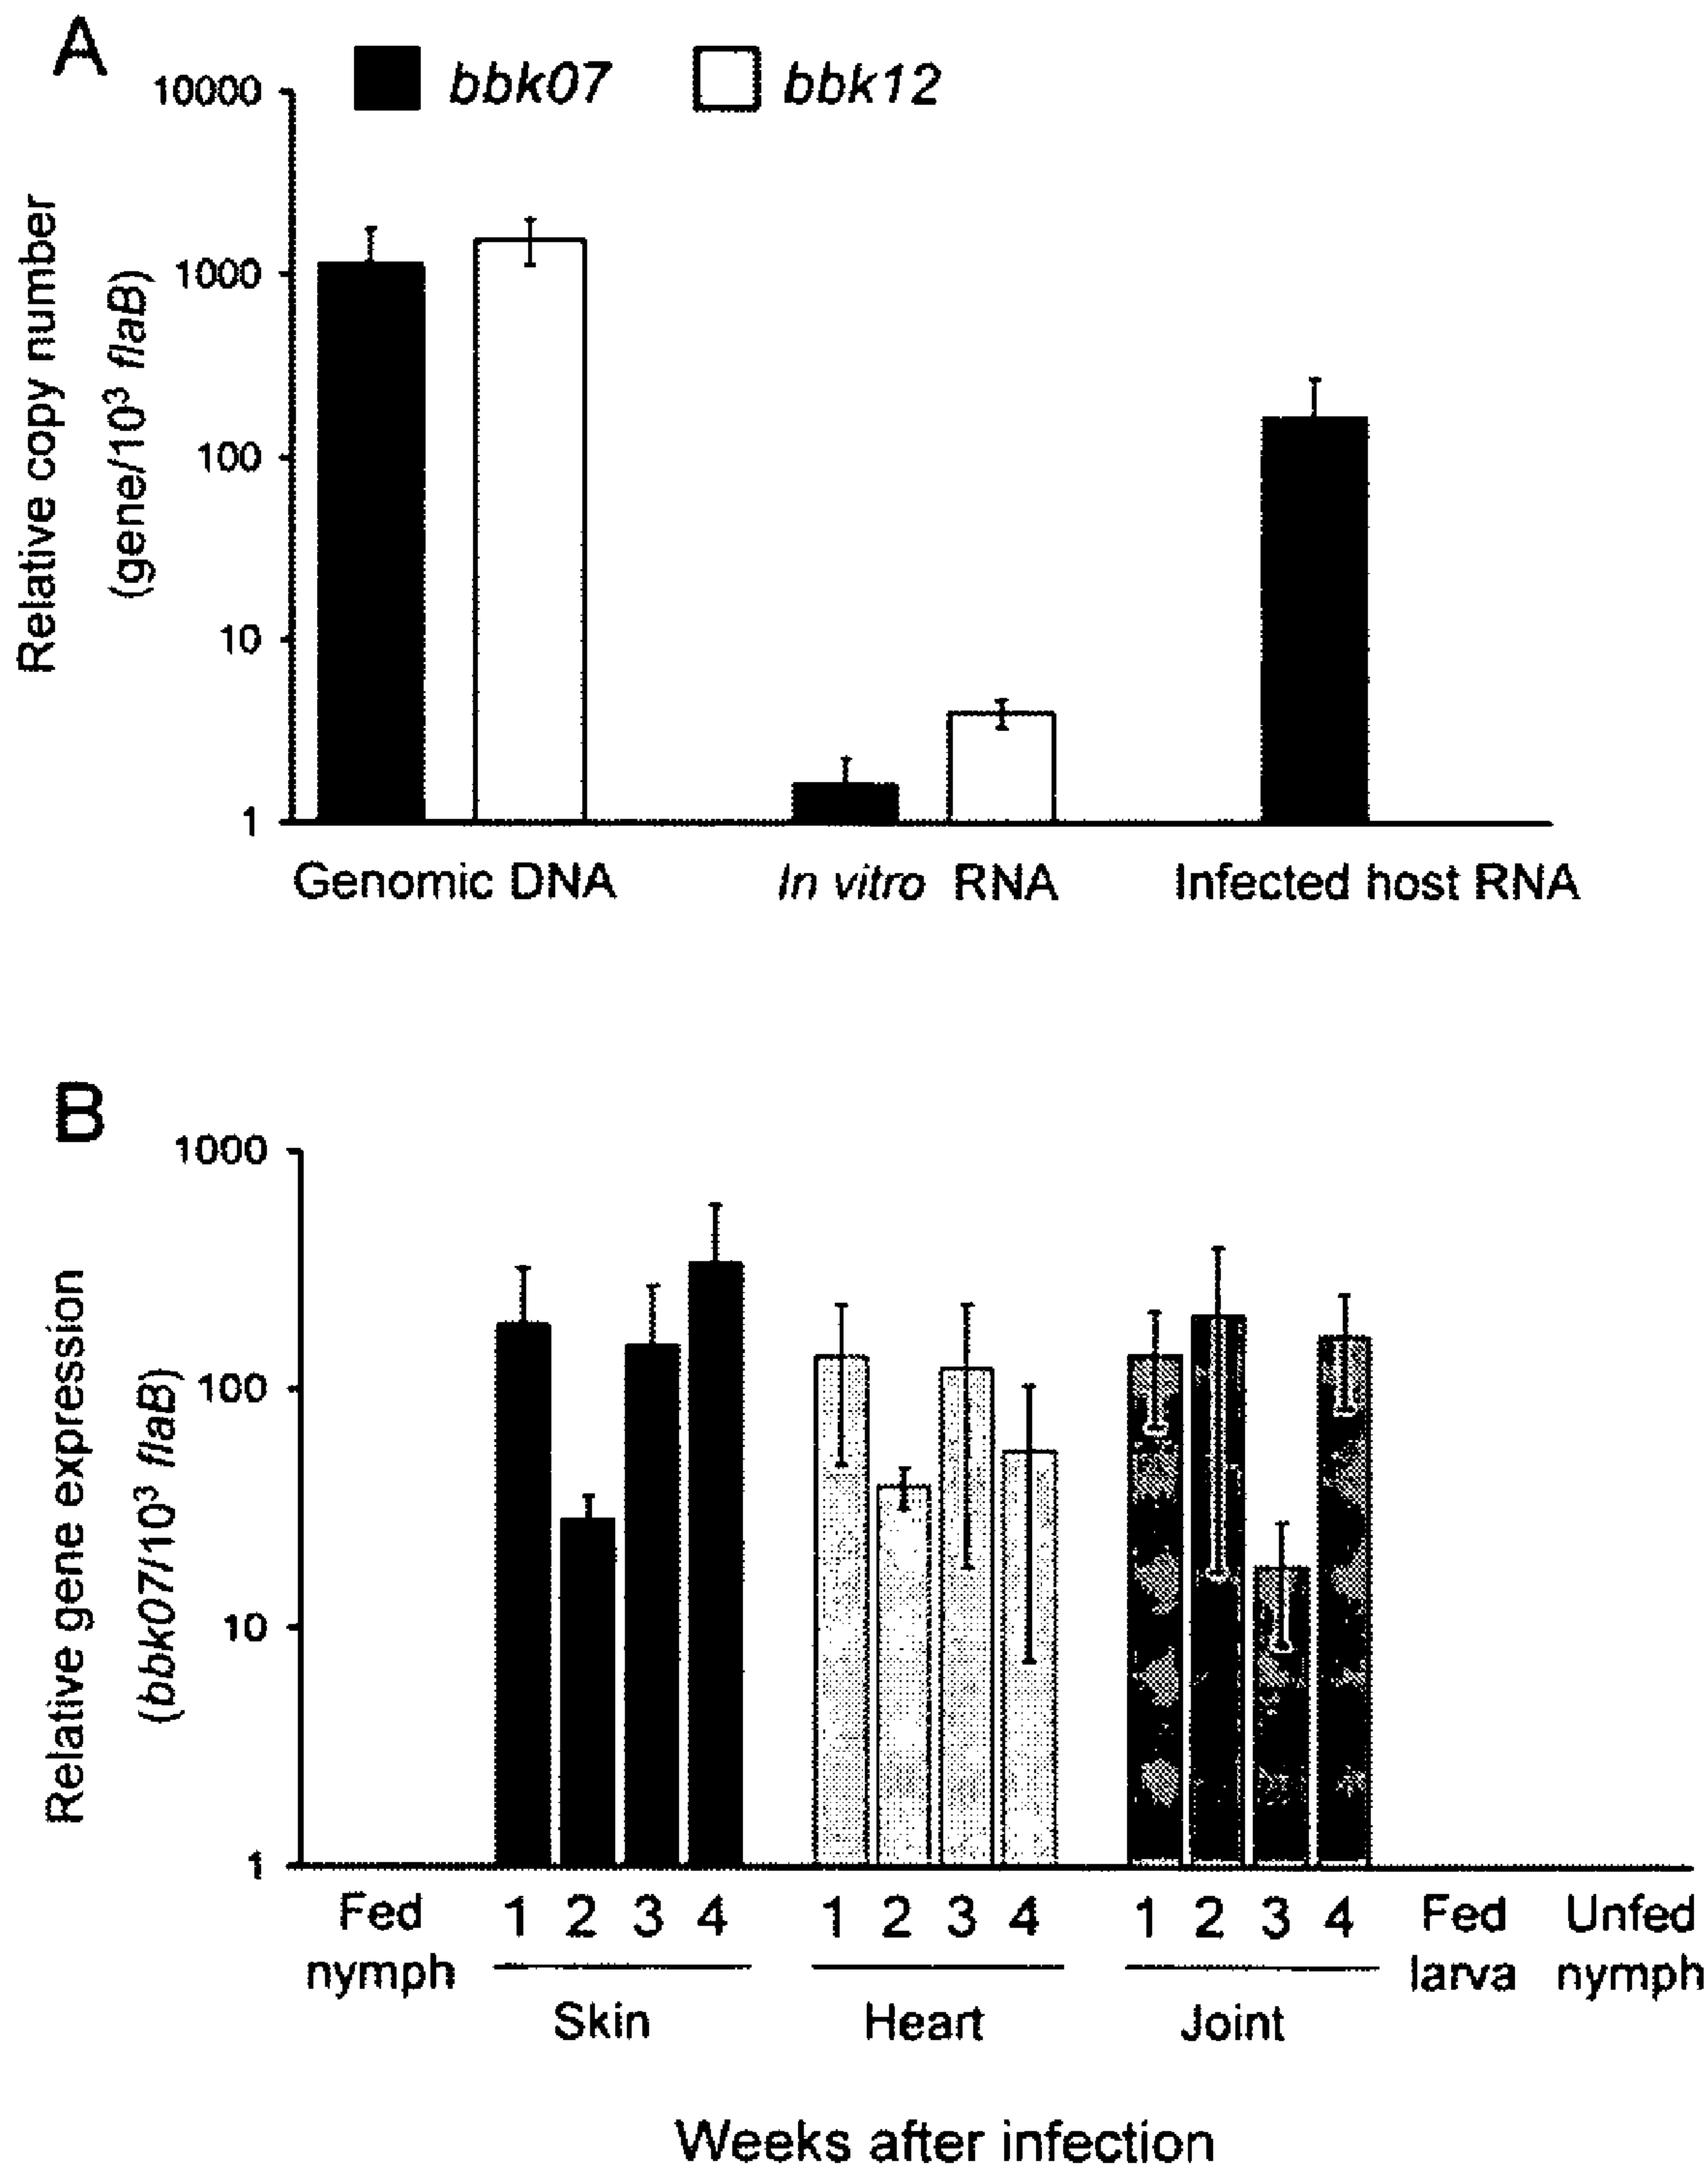 A
bbk07 bbk12
10000
1000
100
10
1
Relative copy number
(gene/10³ flaB)
Genomic DNA In vitro RNA Infected host RNA
B
1000
100
10
1
Relative gene expression
(bbk07/10³ flaB)
Fed nymph
1 2 3 4
Skin
1 2 3 4
Heart
1 2 3 4
Joint
Fed larva
Unfed nymph
Weeks after infection